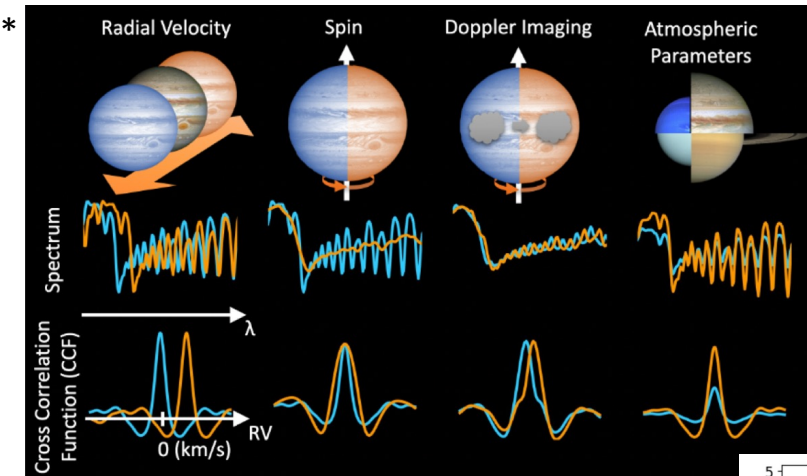 *
Radial Velocity
Spin
Doppler Imaging
Atmospheric
Parameters
Spectrum
λ
Cross Correlation
Function (CCF)
RV
0 (km/s)
5